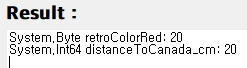 Result :
System.Byte retroColorRed: 20
System.Int64 distanceToCanada_cm: 20